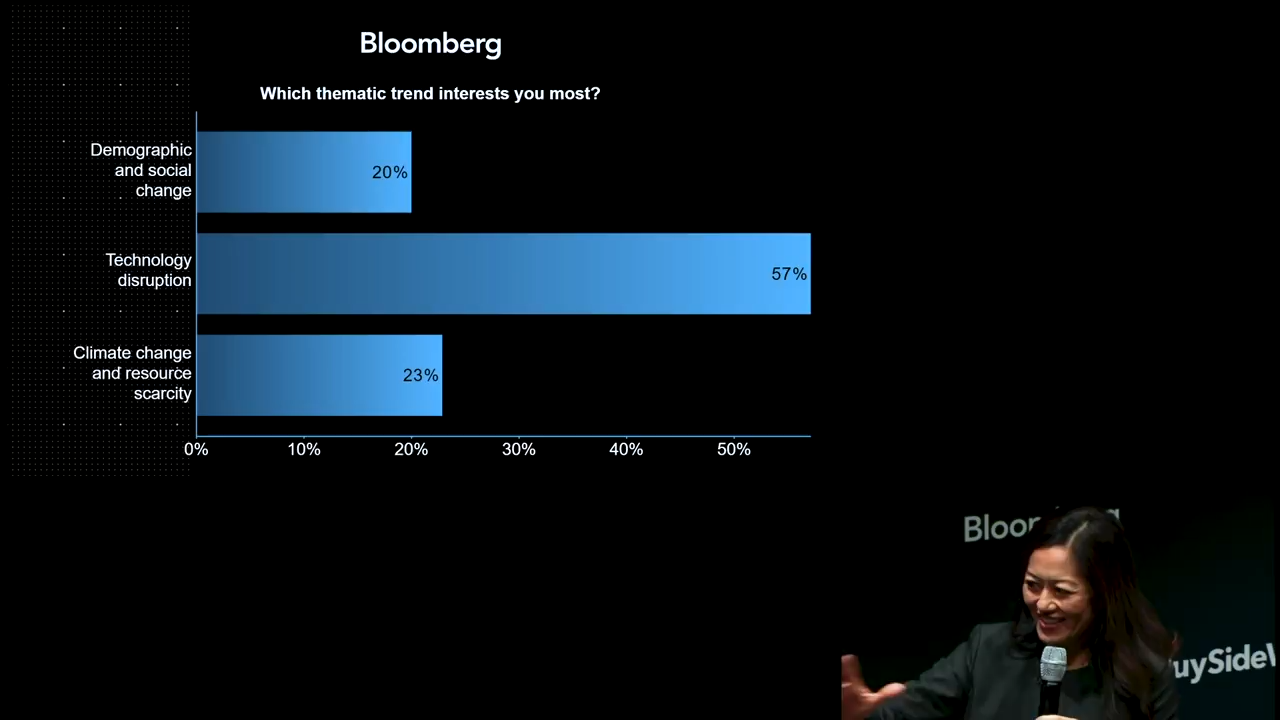 Bloomberg
Which thematic trend interests you most?
Demographic
and social
change
20%
Technology
disruption
57%
Climate change
and resource
scarcity
23%
0% 10% 20% 30% 40% 50%